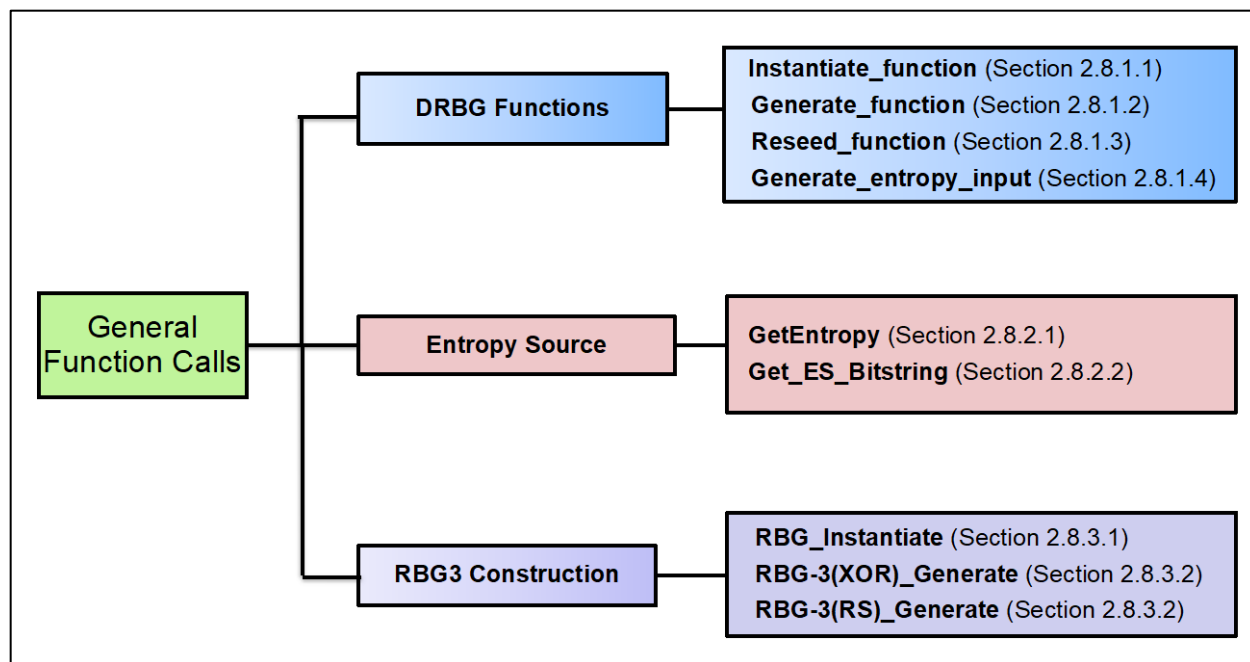 General
Function Calls
DRBG Functions
Instantiate_function (Section 2.8.1.1)
Generate_function (Section 2.8.1.2)
Reseed_function (Section 2.8.1.3)
Generate_entropy_input (Section 2.8.1.4)
Entropy Source
GetEntropy (Section 2.8.2.1)
Get_ES_Bitstring (Section 2.8.2.2)
RBG3 Construction
RBG_Instantiate (Section 2.8.3.1)
RBG-3(XOR)_Generate (Section 2.8.3.2)
RBG-3(RS)_Generate (Section 2.8.3.2)